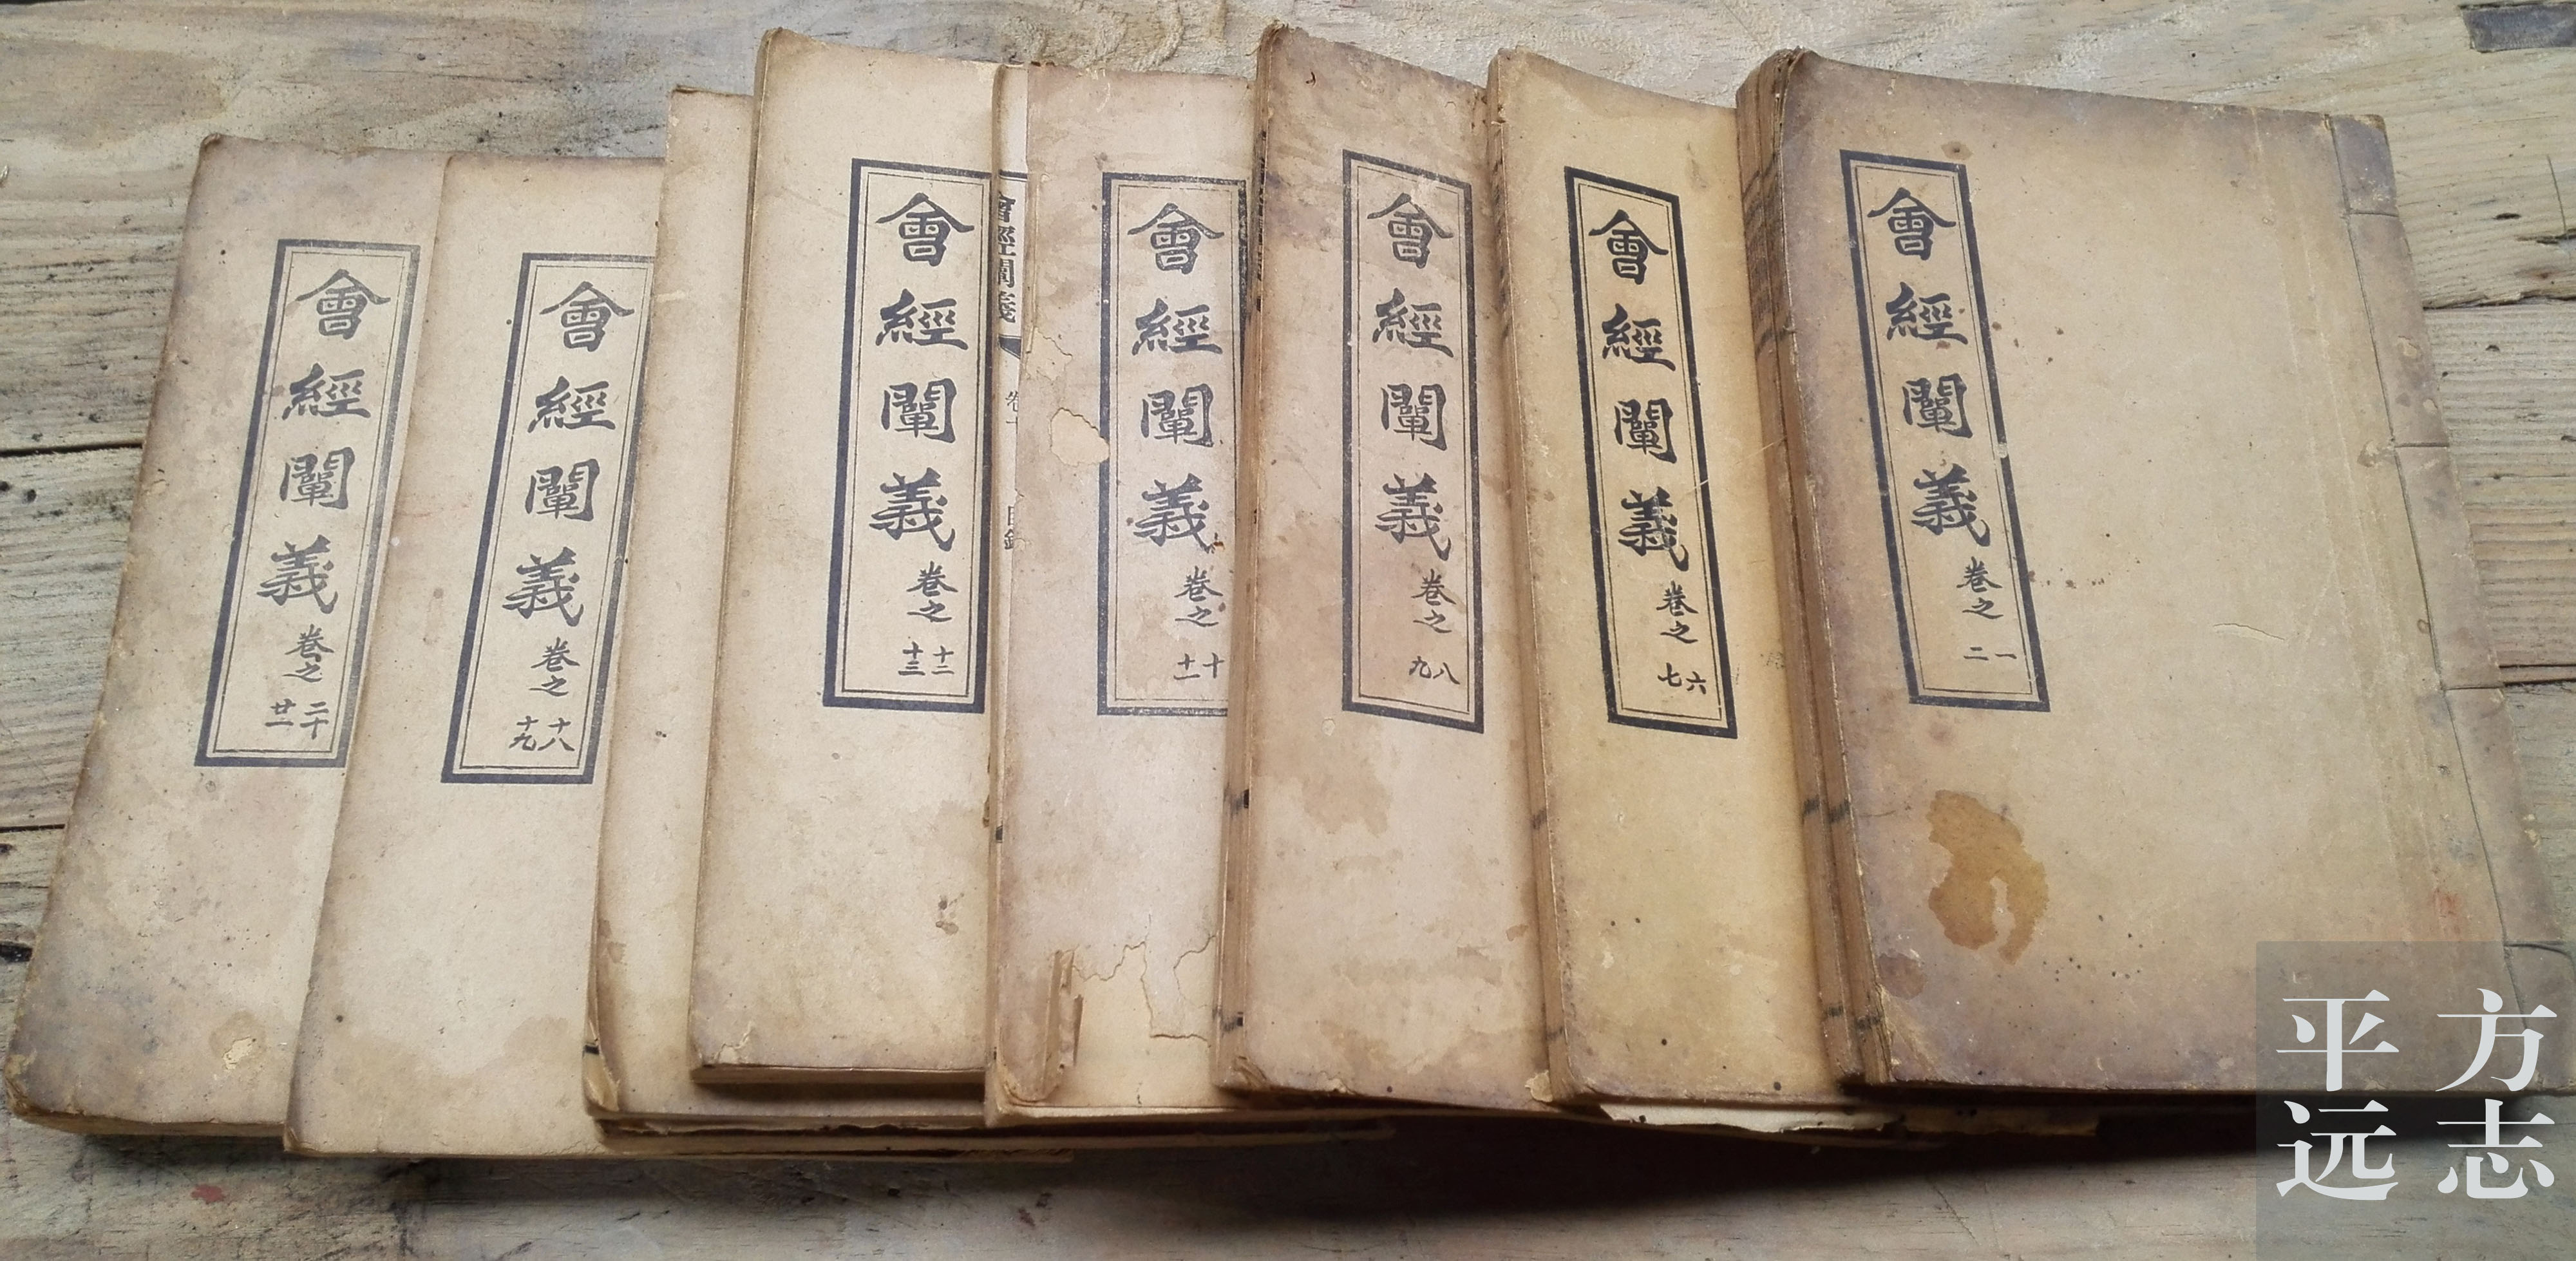 會經闡義 卷之 一 二
會經闡義 卷之 六 七
會經闡義 卷之 八 九
會經闡義 卷之 十 十一
會經闡義
會經闡義 卷之 十二 十三
會經闡義 卷之 十八 十九
會經闡義 卷之 二十 廿一
方志
平远